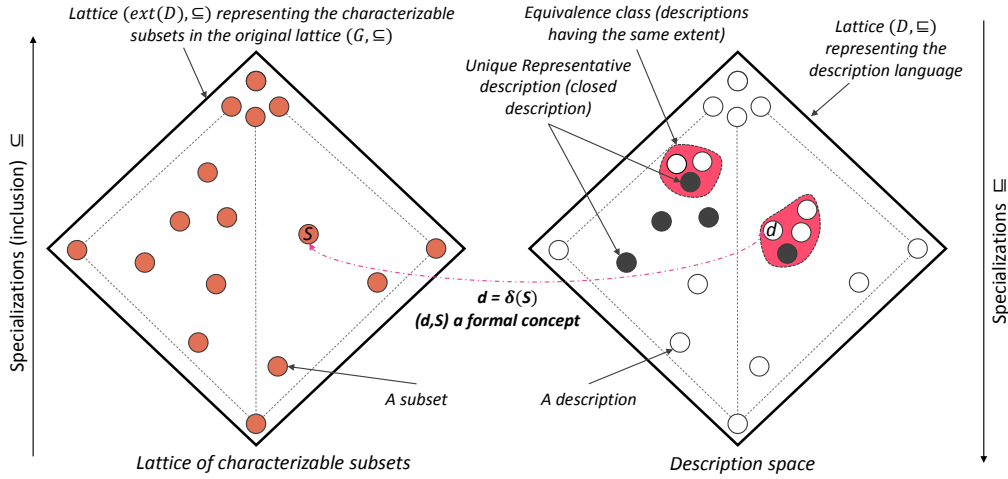 Lattice (ext(D), ⊆) representing the characterizable
subsets in the original lattice (G, ⊆)
Equivalence class (descriptions
having the same extent)
Unique Representative
description (closed
description)
Lattice (D, ⊑)
representing the
description language
Specializations (inclusion) ⊆
Specializations ⊑
S
d
d = δ(S)
(d,S) a formal concept
A subset
A description
Lattice of characterizable subsets
Description space